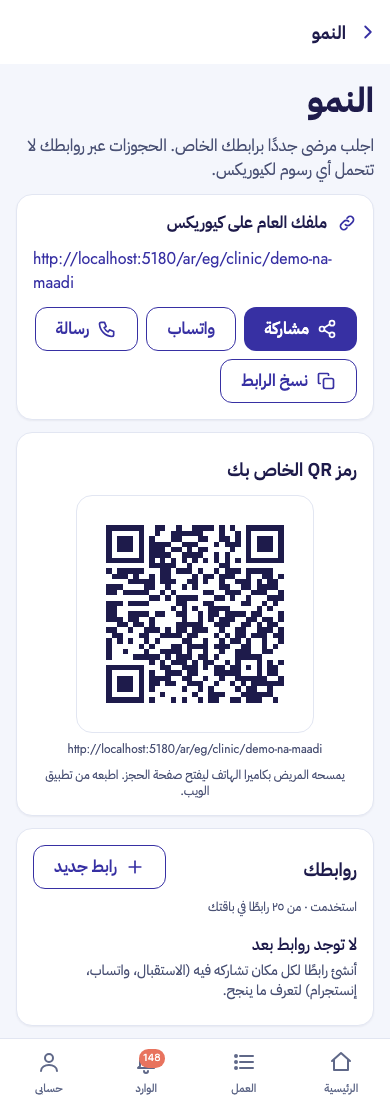 النمو
النمو
اجلب مرضى جددًا برابطك الخاص. الحجوزات عبر روابطك لا
تتحمل أي رسوم لكيوريكس.
ملفك العام على كيوريكس
http://localhost:5180/ar/eg/clinic/demo-na-
maadi
مشاركة
واتساب
رسالة
نسخ الرابط
رمز QR الخاص بك
http://localhost:5180/ar/eg/clinic/demo-na-maadi
يمسحه المريض بكاميرا الهاتف ليفتح صفحة الحجز. اطبعه من تطبيق
الويب.
روابطك
رابط جديد
استخدمت ٠ من ٢٥ رابطًا في باقتك
لا توجد روابط بعد
أنشئ رابطًا لكل مكان تشاركه فيه (الاستقبال، واتساب،
إنستجرام) لتعرف ما ينجح.
148
الرئيسية
العمل
الوارد
حسابي